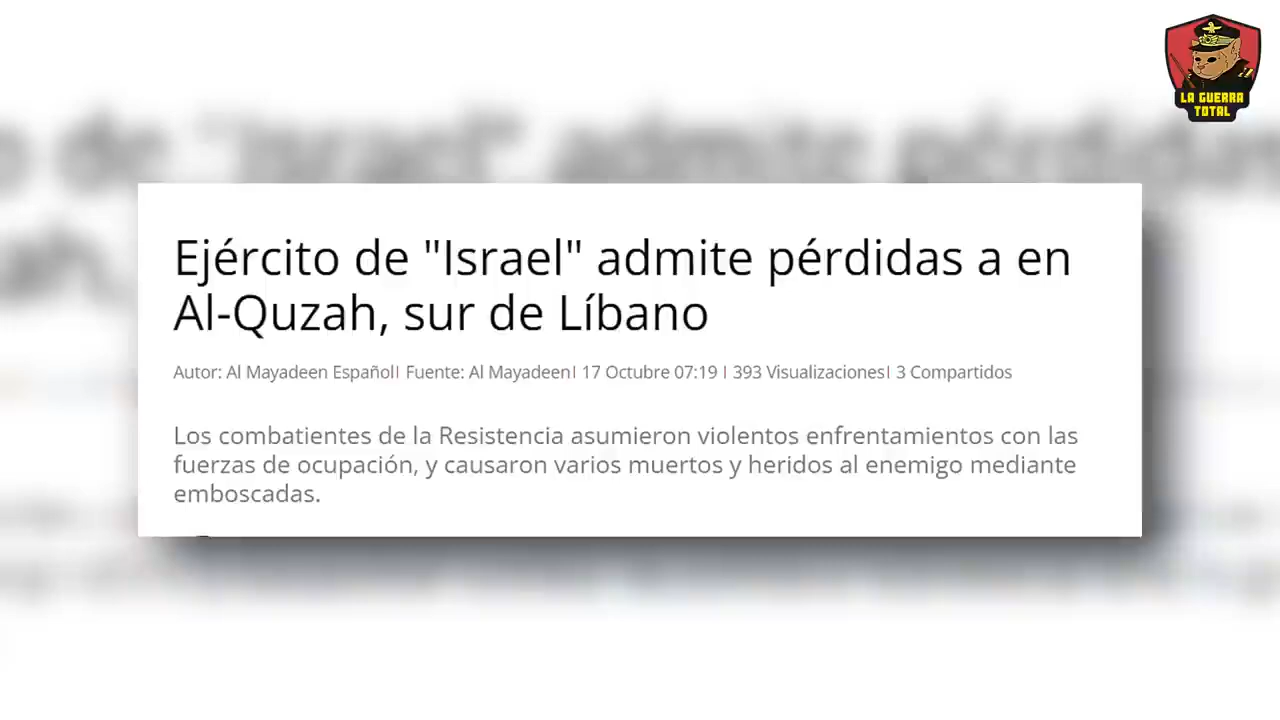 LA GUERRA
TOTAL
Ejército de "Israel" admite pérdidas a en
Al-Quzah, sur de Líbano
Autor: Al Mayadeen Español| Fuente: Al Mayadeen| 17 Octubre 07:19 | 393 Visualizaciones| 3 Compartidos
Los combatientes de la Resistencia asumieron violentos enfrentamientos con las
fuerzas de ocupación, y causaron varios muertos y heridos al enemigo mediante
emboscadas.